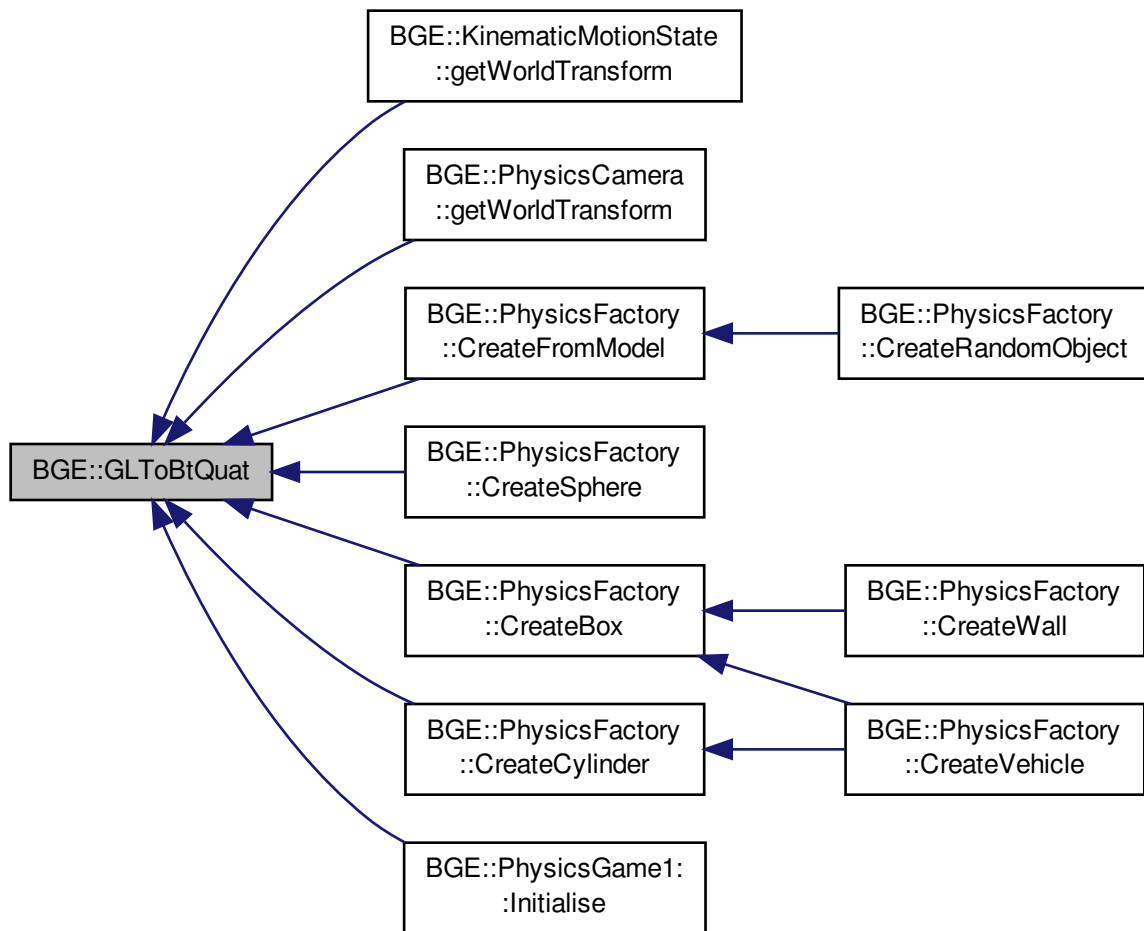 BGE::KinematicMotionState
::getWorldTransform
BGE::PhysicsCamera
::getWorldTransform
BGE::PhysicsFactory
::CreateFromModel
BGE::PhysicsFactory
::CreateRandomObject
BGE::GLToBtQuat
BGE::PhysicsFactory
::CreateSphere
BGE::PhysicsFactory
::CreateBox
BGE::PhysicsFactory
::CreateWall
BGE::PhysicsFactory
::CreateCylinder
BGE::PhysicsFactory
::CreateVehicle
BGE::PhysicsGame1:
:Initialise